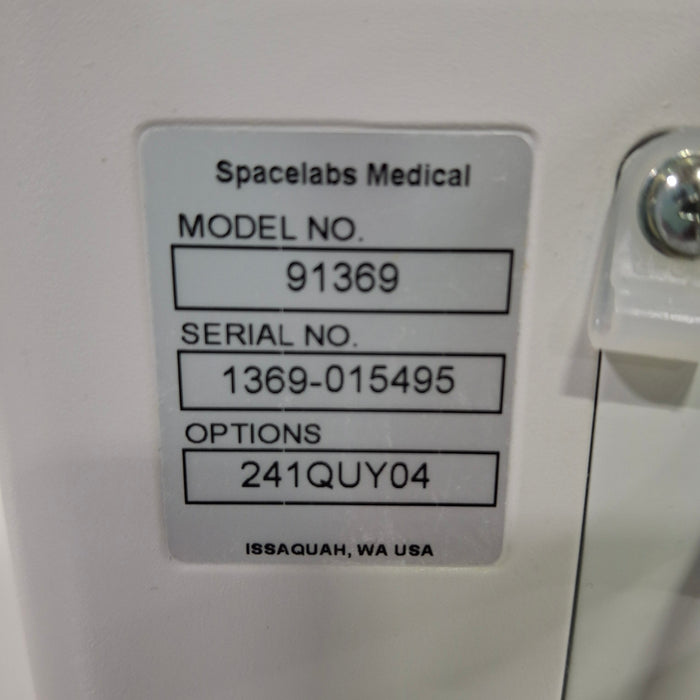 Spacelabs Medical
MODEL NO.
91369
SERIAL NO.
1369-015495
OPTIONS
241QUY04
ISSAQUAH, WA USA